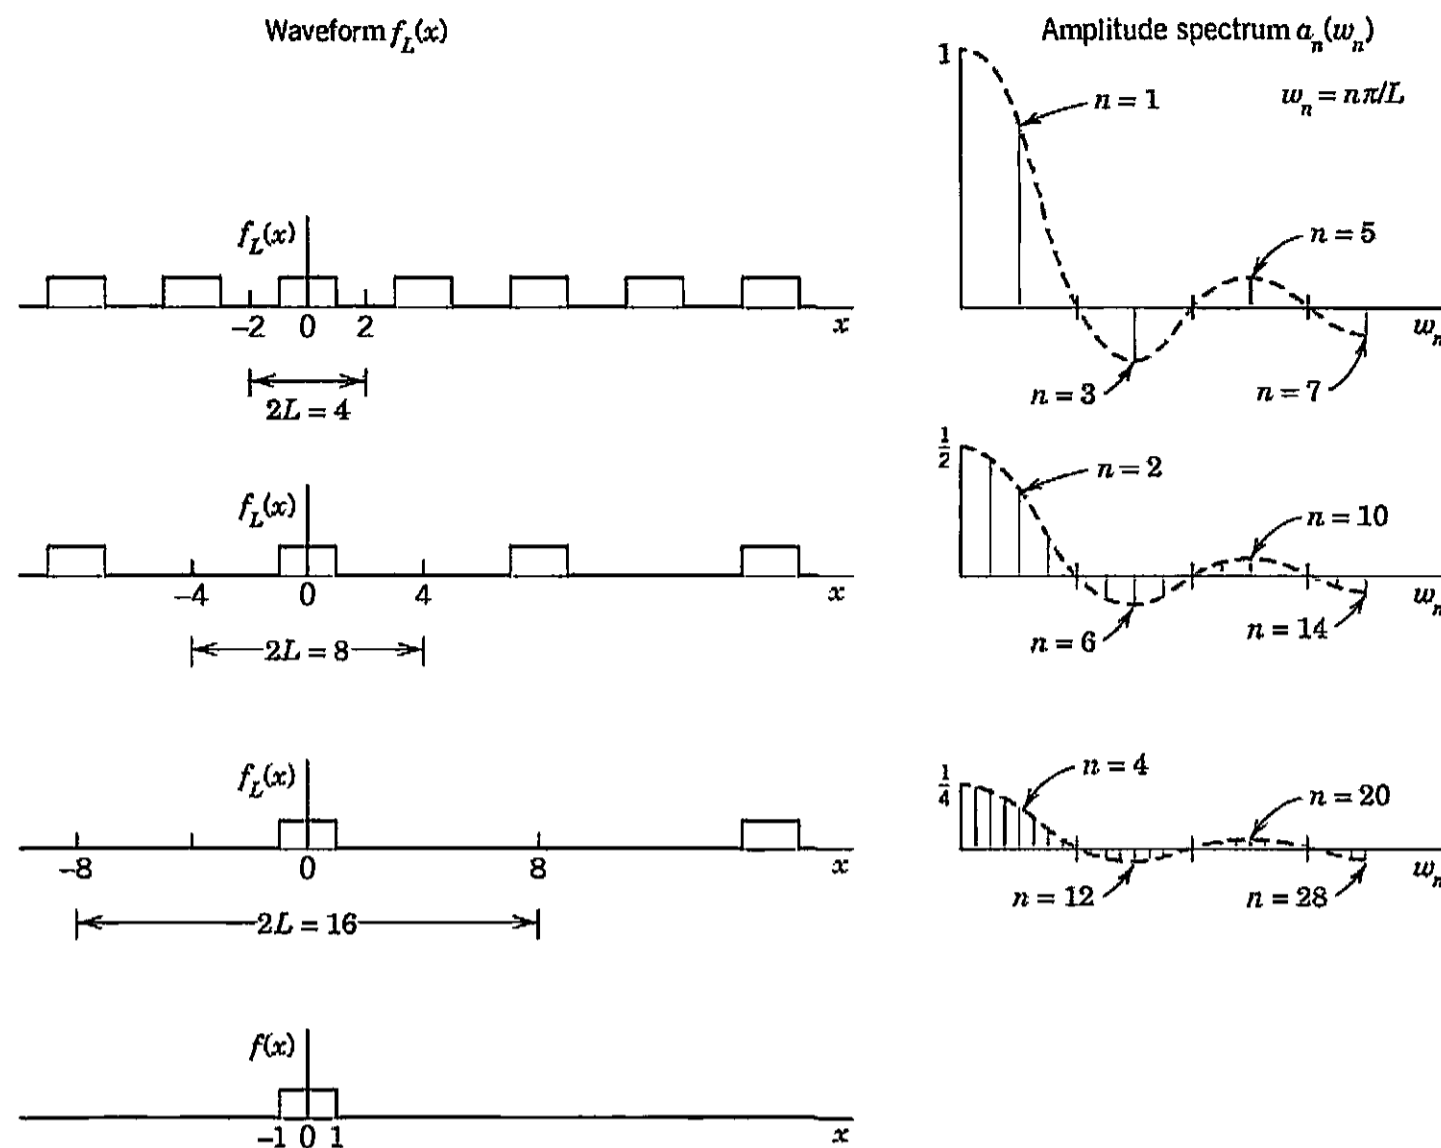 Waveform f_L(x)
Amplitude spectrum a_n(w_n)
1
n = 1
w_n = nπ/L
f_L(x)
n = 5
−2 0 2 x
w_n
n = 3
n = 7
2L = 4
1/2
n = 2
f_L(x)
n = 10
−4 0 4 x
w_n
n = 6
n = 14
2L = 8
1/4
n = 4
f_L(x)
n = 20
−8 0 8 x
w_n
n = 12
n = 28
2L = 16
f(x)
−1 0 1 x